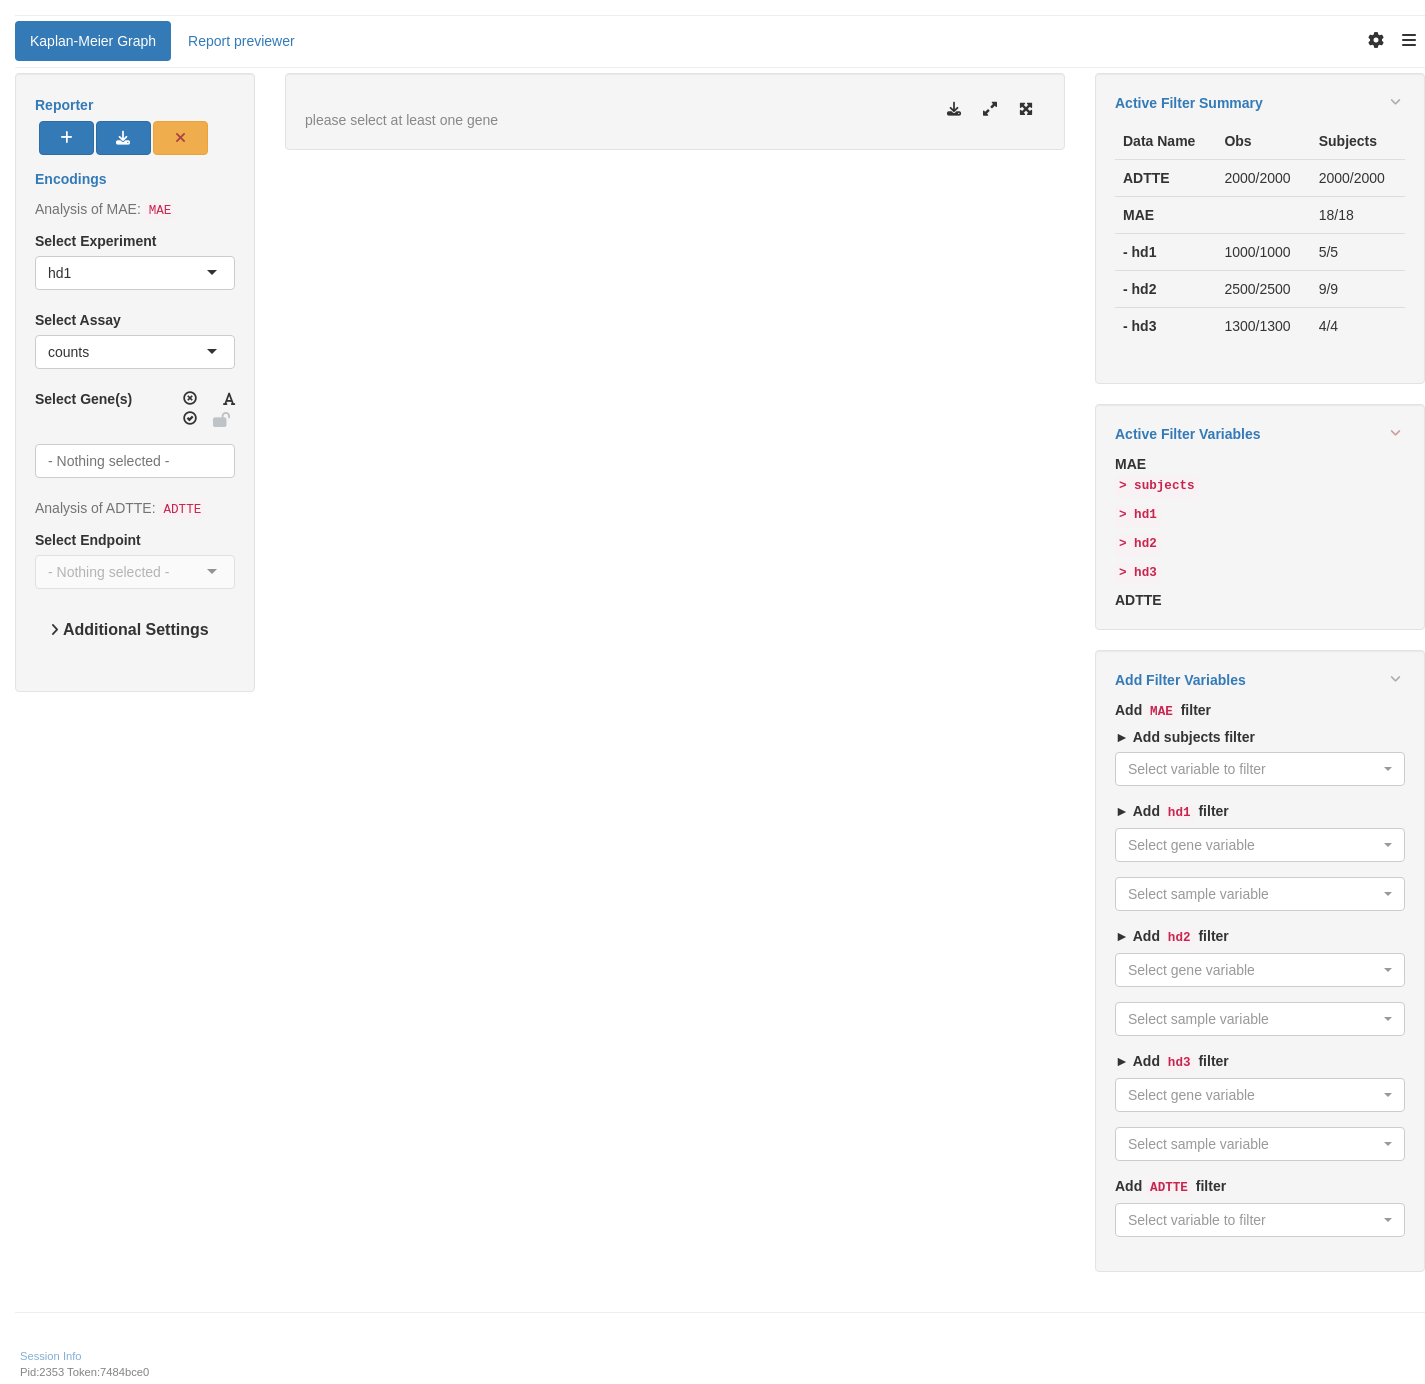 Kaplan-Meier Graph
Report previewer
Reporter
Encodings
Analysis of MAE: MAE
Select Experiment
hd1
Select Assay
counts
Select Gene(s)
- Nothing selected -
Analysis of ADTTE: ADTTE
Select Endpoint
- Nothing selected -
Additional Settings
please select at least one gene
Active Filter Summary
Data Name Obs Subjects
ADTTE 2000/2000 2000/2000
MAE 18/18
- hd1 1000/1000 5/5
- hd2 2500/2500 9/9
- hd3 1300/1300 4/4
Active Filter Variables
MAE
> subjects
> hd1
> hd2
> hd3
ADTTE
Add Filter Variables
Add MAE filter
► Add subjects filter
Select variable to filter
► Add hd1 filter
Select gene variable
Select sample variable
► Add hd2 filter
Select gene variable
Select sample variable
► Add hd3 filter
Select gene variable
Select sample variable
Add ADTTE filter
Select variable to filter
Session Info
Pid:2353 Token:7484bce0